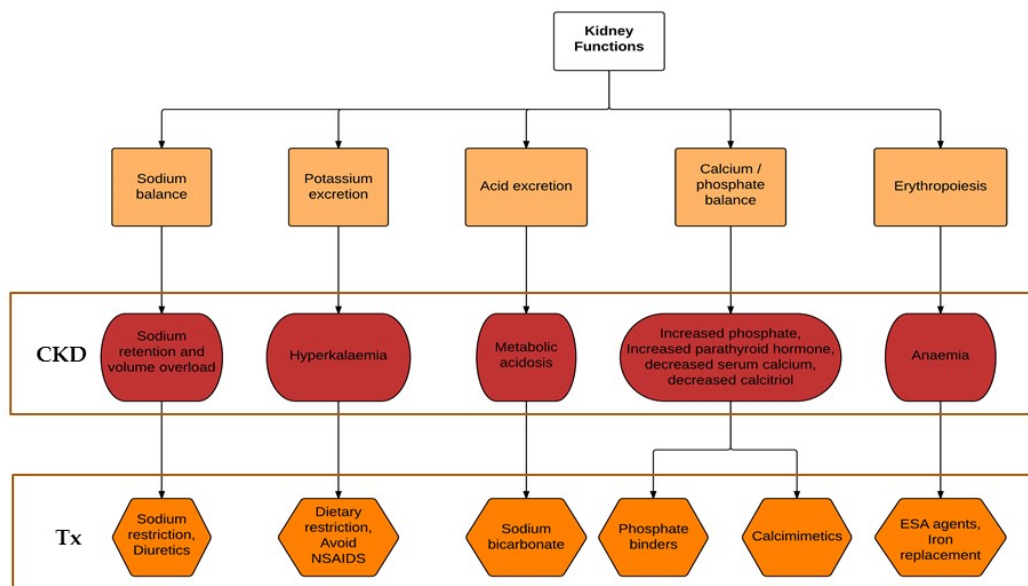 Kidney
Functions
Sodium
balance
Potassium
excretion
Acid excretion
Calcium /
phosphate
balance
Erythropoiesis
CKD
Sodium
retention and
volume overload
Hyperkalaemia
Metabolic
acidosis
Increased phosphate,
Increased parathyroid hormone,
decreased serum calcium,
decreased calcitriol
Anaemia
Tx
Sodium
restriction,
Diuretics
Dietary
restriction,
Avoid
NSAIDS
Sodium
bicarbonate
Phosphate
binders
Calcimimetics
ESA agents,
Iron
replacement